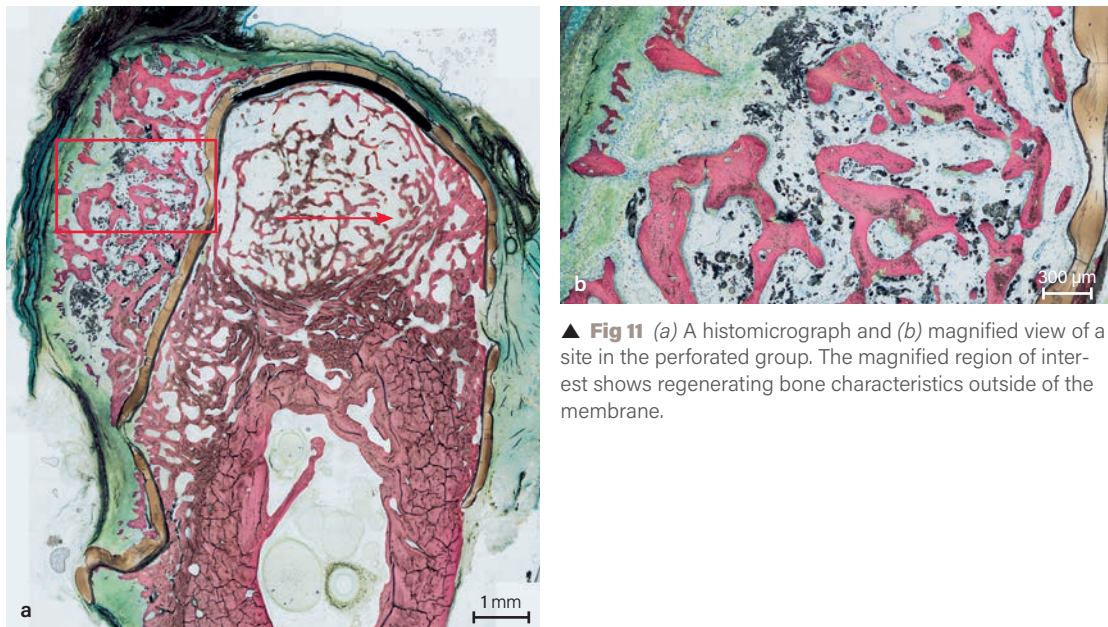 a
1 mm
b
300 µm
▲ Fig 11 (a) A histomicrograph and (b) magnified view of a
site in the perforated group. The magnified region of inter-
est shows regenerating bone characteristics outside of the
membrane.